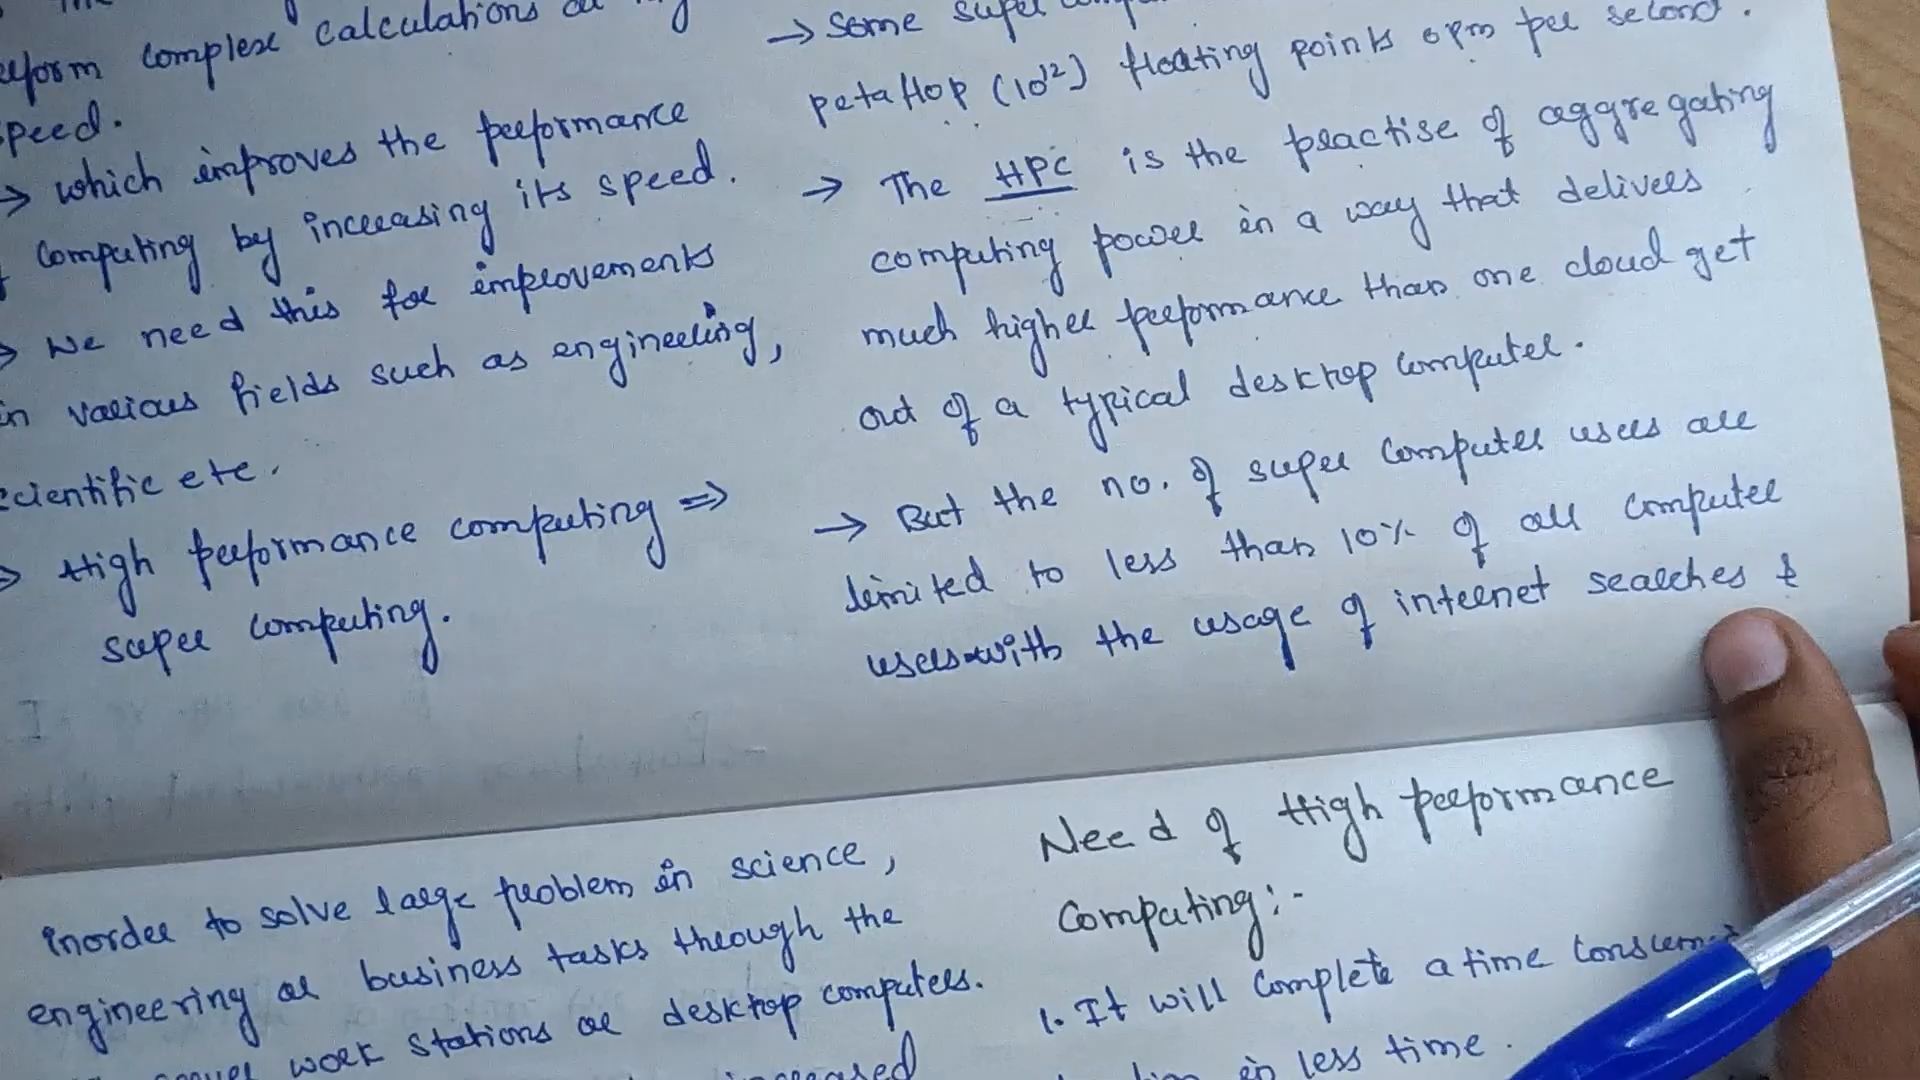 complex calculations
speed.
→ which improves the performance
computing by increasing its speed.
→ We need this for improvements
in various fields such as engineering,
scientific etc.
→ High performance computing ⇒
super computing.
→ some super
petaflop (10¹²) floating points opns per second.
→ The HPC is the practise of aggregating
computing power in a way that delivers
much higher performance than one cloud get
out of a typical desktop computer.
→ But the no. of super computer users are
limited to less than 10% of all computer
users with the usage of internet searches &
inorder to solve large problem in science,
engineering or business tasks through the
work stations or desktop computers.
increased
Need of High performance
Computing:-
1. It will complete a time
in less time.